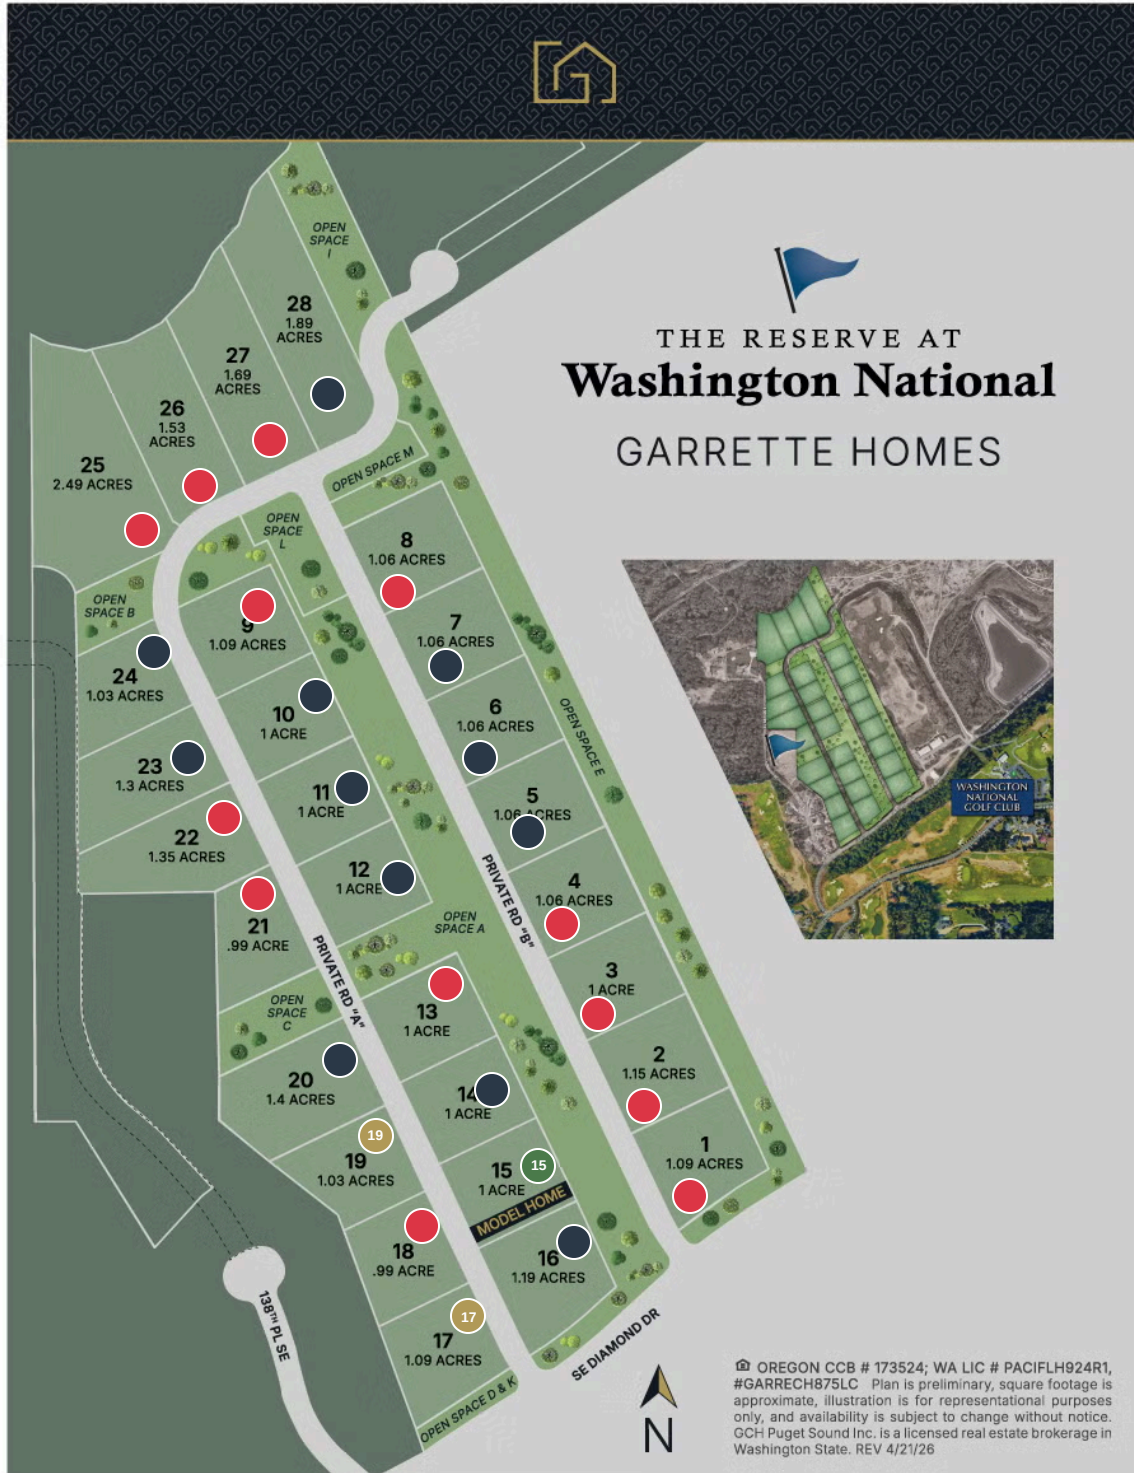 THE RESERVE AT
Washington National
GARRETTE HOMES
OPEN
SPACE
I
28
1.89
ACRES
27
1.69
ACRES
26
1.53
ACRES
25
2.49 ACRES
OPEN SPACE M
OPEN
SPACE
L
OPEN
SPACE B
8
1.06 ACRES
9
1.09 ACRES
7
1.06 ACRES
24
1.03 ACRES
10
1 ACRE
6
1.06 ACRES
OPEN SPACE E
23
1.3 ACRES
11
1 ACRE
5
1.06 ACRES
22
1.35 ACRES
12
1 ACRE
PRIVATE RD "B"
4
1.06 ACRES
21
.99 ACRE
OPEN
SPACE A
PRIVATE RD "A"
3
1 ACRE
OPEN
SPACE
C
13
1 ACRE
2
1.15 ACRES
20
1.4 ACRES
14
1 ACRE
19
19
1.03 ACRES
15
15
1 ACRE
MODEL HOME
1
1.09 ACRES
18
.99 ACRE
16
1.19 ACRES
17
17
1.09 ACRES
138TH PL SE
OPEN SPACE D & K
SE DIAMOND DR
N
WASHINGTON
NATIONAL
GOLF CLUB
OREGON CCB # 173524; WA LIC # PACIFLH924R1,
#GARRECH875LC Plan is preliminary, square footage is
approximate, illustration is for representational purposes
only, and availability is subject to change without notice.
GCH Puget Sound Inc. is a licensed real estate brokerage in
Washington State. REV 4/21/26